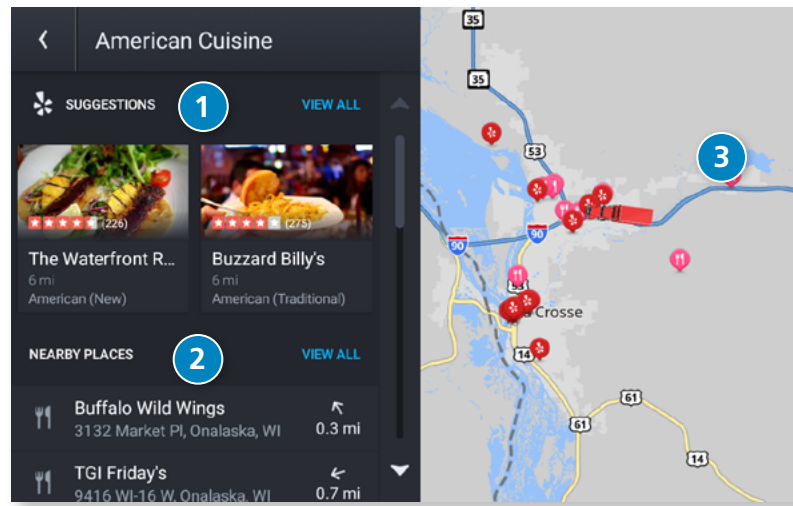 American Cuisine
SUGGESTIONS
1
VIEW ALL
(226)
(275)
The Waterfront R...
Buzzard Billy's
6 mi
6 mi
American (New)
American (Traditional)
NEARBY PLACES
2
VIEW ALL
Buffalo Wild Wings
3132 Market Pl, Onalaska, WI
0.3 mi
TGI Friday's
9416 WI-16 W, Onalaska, WI
0.7 mi
35
35
53
3
90
90
53
Crosse
14
61
61
14